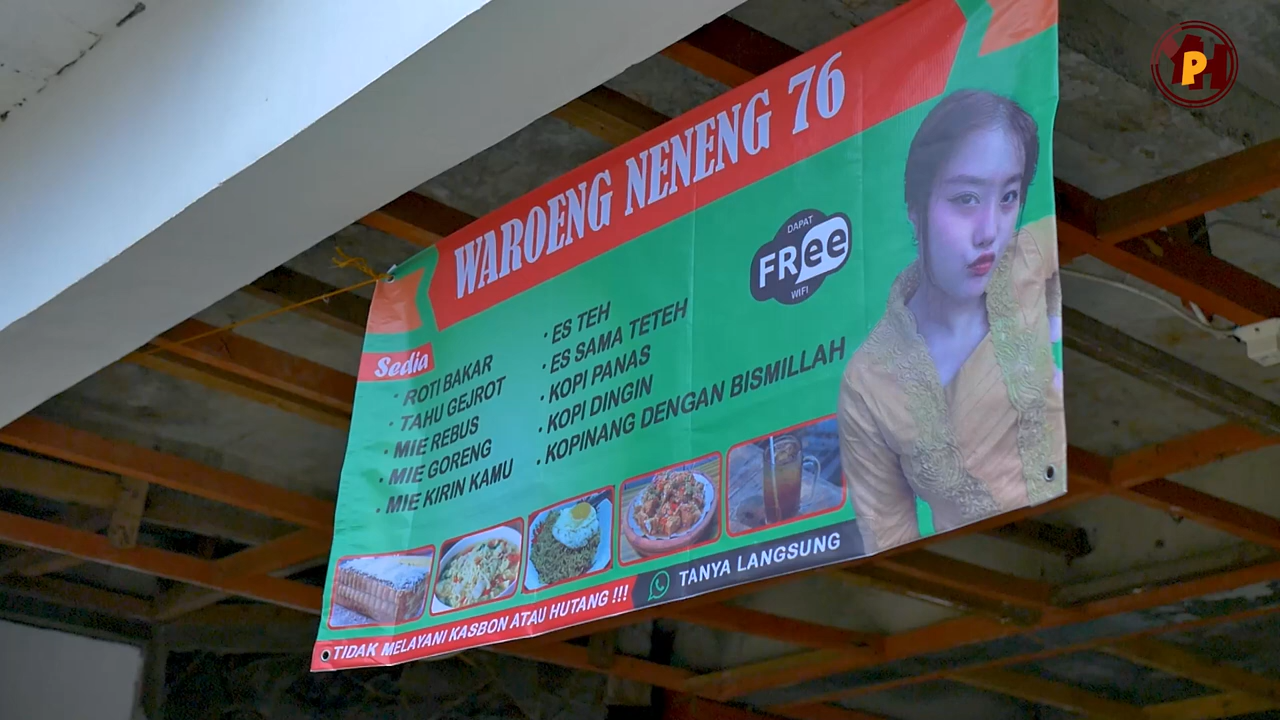 WAROENG NENENG 76
DAPAT
FRee
WIFI
Sedia
• ROTI BAKAR
• TAHU GEJROT
• MIE REBUS
• MIE GORENG
• MIE KIRIN KAMU
• ES TEH
• ES SAMA TETEH
• KOPI PANAS
• KOPI DINGIN
• KOPINANG DENGAN BISMILLAH
TIDAK MELAYANI KASBON ATAU HUTANG !!!
TANYA LANGSUNG
YPH